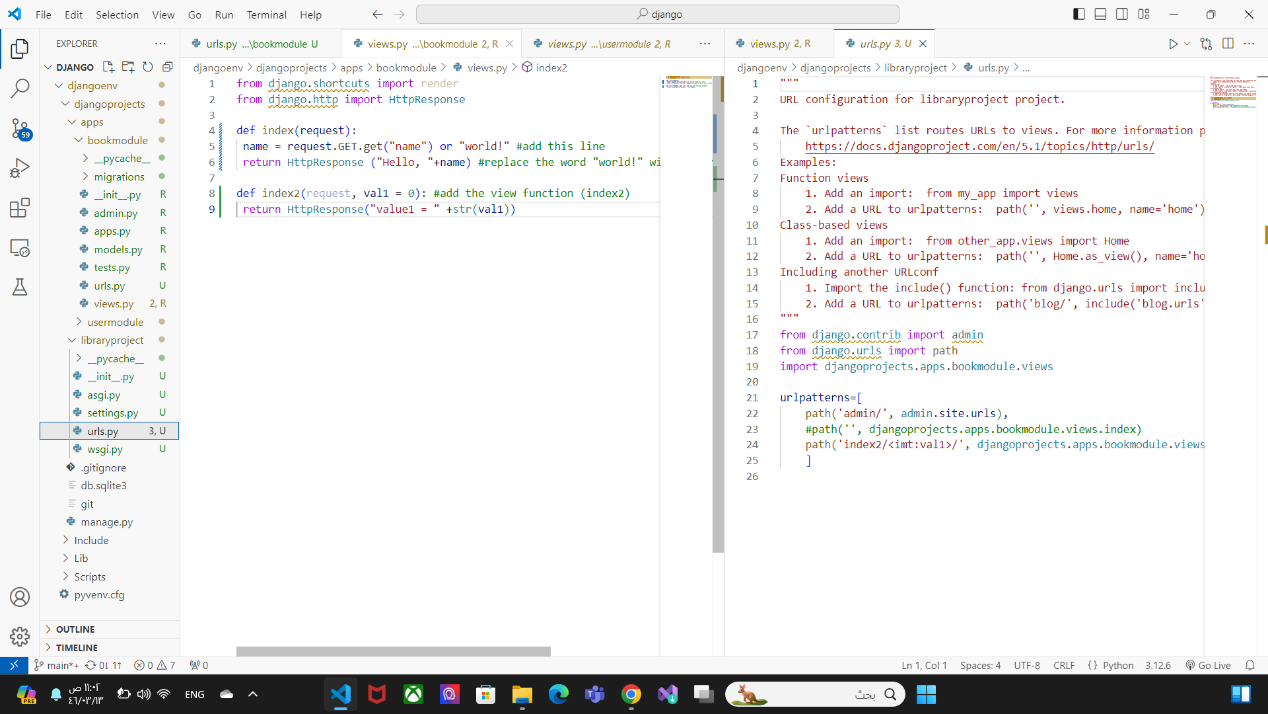 File Edit Selection View Go Run Terminal Help
django
EXPLORER
DJANGO
djangoenv
djangoprojects
apps
bookmodule
__pycache__
migrations
__init__.py R
admin.py R
apps.py R
models.py R
tests.py R
urls.py U
views.py 2, R
usermodule
libraryproject
__pycache__
__init__.py U
asgi.py U
settings.py U
urls.py 3, U
wsgi.py U
.gitignore
db.sqlite3
git
manage.py
Include
Lib
Scripts
pyvenv.cfg
OUTLINE
TIMELINE
urls.py ...\bookmodule U
views.py ...\bookmodule 2, R
views.py ...\usermodule 2, R
djangoenv > djangoprojects > apps > bookmodule > views.py > index2
1 from django.shortcuts import render
2 from django.http import HttpResponse
3
4 def index(request):
5 name = request.GET.get("name") or "world!" #add this line
6 return HttpResponse ("Hello, "+name) #replace the word "world!" wi
7
8 def index2(request, val1 = 0): #add the view function (index2)
9 return HttpResponse("value1 = " +str(val1))
views.py 2, R
urls.py 3, U
djangoenv > djangoprojects > libraryproject > urls.py > ...
1 """
2 URL configuration for libraryproject project.
3
4 The `urlpatterns` list routes URLs to views. For more information p
5 https://docs.djangoproject.com/en/5.1/topics/http/urls/
6 Examples:
7 Function views
8 1. Add an import:  from my_app import views
9 2. Add a URL to urlpatterns:  path('', views.home, name='home')
10 Class-based views
11 1. Add an import:  from other_app.views import Home
12 2. Add a URL to urlpatterns:  path('', Home.as_view(), name='ho
13 Including another URLconf
14 1. Import the include() function: from django.urls import inclu
15 2. Add a URL to urlpatterns:  path('blog/', include('blog.urls'
16 """
17 from django.contrib import admin
18 from django.urls import path
19 import djangoprojects.apps.bookmodule.views
20
21 urlpatterns=[
22 path('admin/', admin.site.urls),
23 #path('', djangoprojects.apps.bookmodule.views.index)
24 path('index2/<imt:val1>/', djangoprojects.apps.bookmodule.views
25 ]
26
59
main*+ 0↓ 1↑ 0 7 0
Ln 1, Col 1 Spaces: 4 UTF-8 CRLF {} Python 3.12.6 Go Live
PRE
١١:٠٢ ص
ENG
بحث